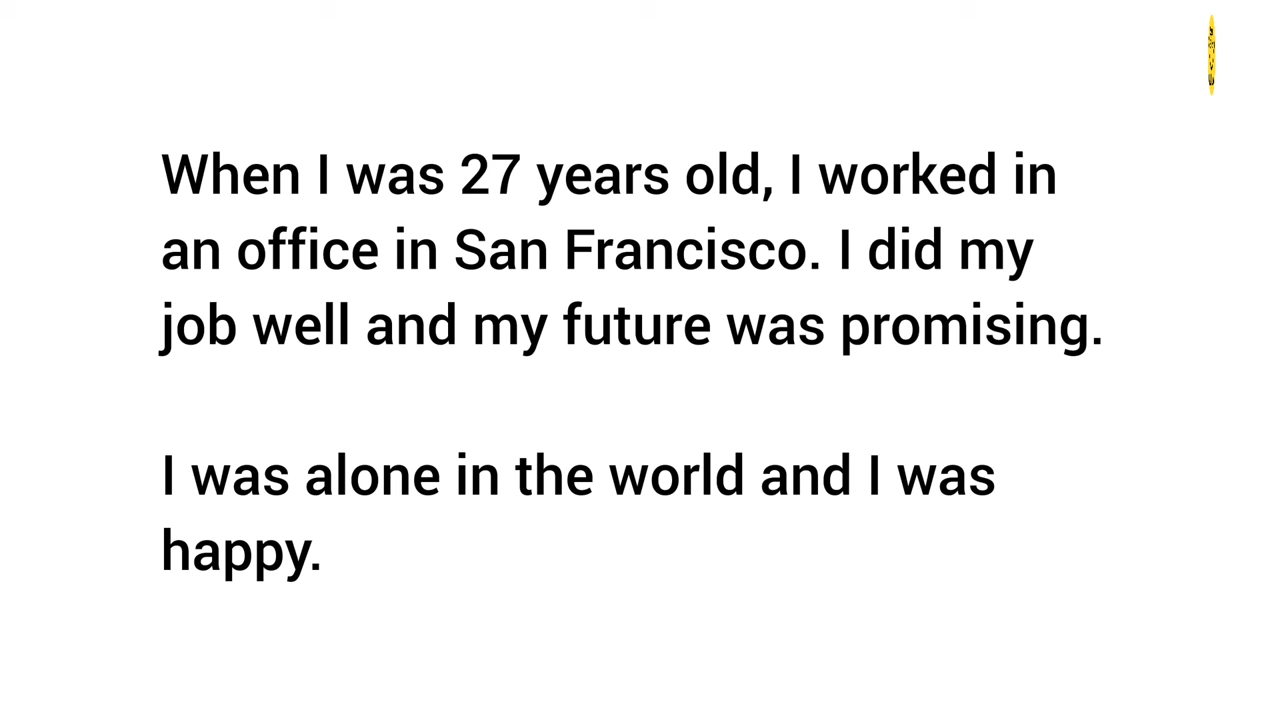 When I was 27 years old, I worked in
an office in San Francisco. I did my
job well and my future was promising.
I was alone in the world and I was
happy.